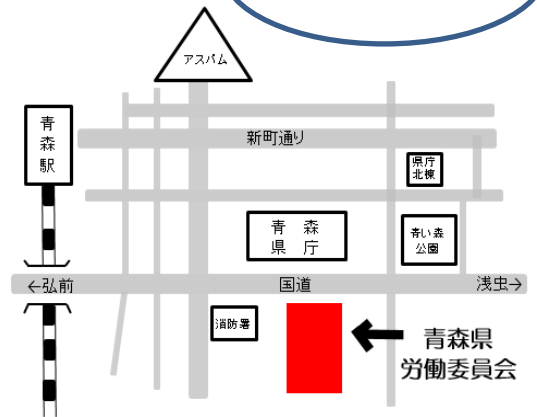 アスパム
青
森
駅
新町通り
県庁
北棟
青森
県庁
青い森
公園
←弘前
国道
浅虫→
消防署
青森県
労働委員会